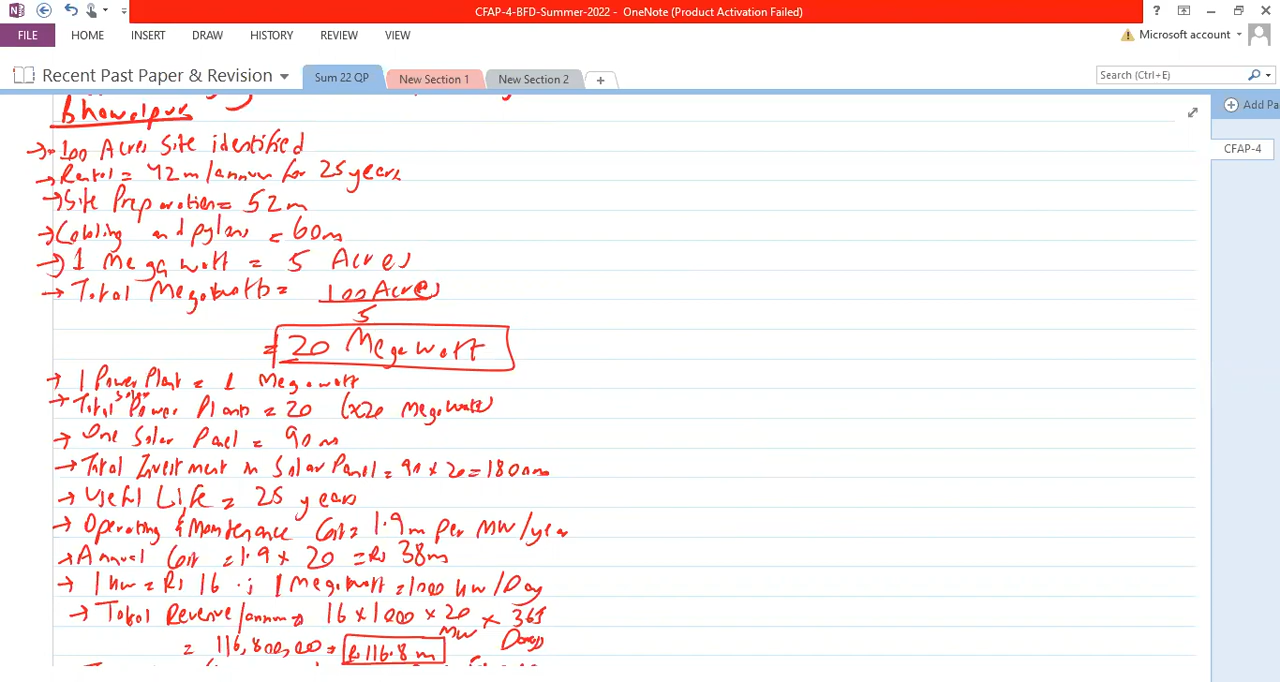 CFAP-4-BFD-Summer-2022 - OneNote (Product Activation Failed)
FILE HOME INSERT DRAW HISTORY REVIEW VIEW Microsoft account
Recent Past Paper & Revision Sum 22 QP New Section 1 New Section 2 Search (Ctrl+E)
Add Pa
CFAP-4
Bhawalpur
100 Acres Site identified
Rental = 42m/annum for 25 years
Site Preparation = 52m
Cabling and pylons = 60m
1 Mega watt = 5 Acres
Total Megawatts = 100 Acres
5
= 20 Megawatt
1 Power Plant = 1 Megawatt
Total Solar Power Plants = 20 (x20 Megawatt)
One Solar Panel = 90m
Total Investment in Solar Panel = 90 x 20 = 1800m
Useful Life = 25 years
Operating & Maintenance Cost = 1.9m per MW/year
Annual Cost = 1.9 x 20 = Rs 38m
1 kw = Rs 16 ; 1 Megawatt = 1000 kw/Day
Total Revenue/annum = 16 x 1000 x 20 x 365
MW Days
= 116,800,000 = Rs 116.8 m